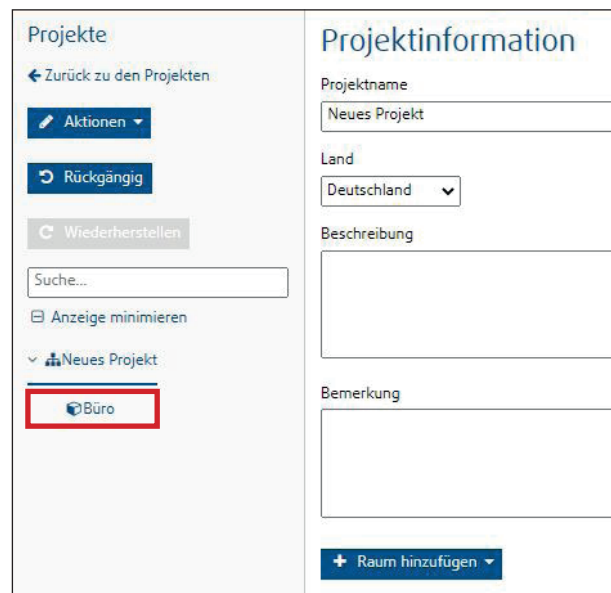 Projekte
Zurück zu den Projekten
Aktionen
Rückgängig
Wiederherstellen
Suche...
Anzeige minimieren
Neues Projekt
Büro
Projektinformation
Projektname
Neues Projekt
Land
Deutschland
Beschreibung
Bemerkung
Raum hinzufügen